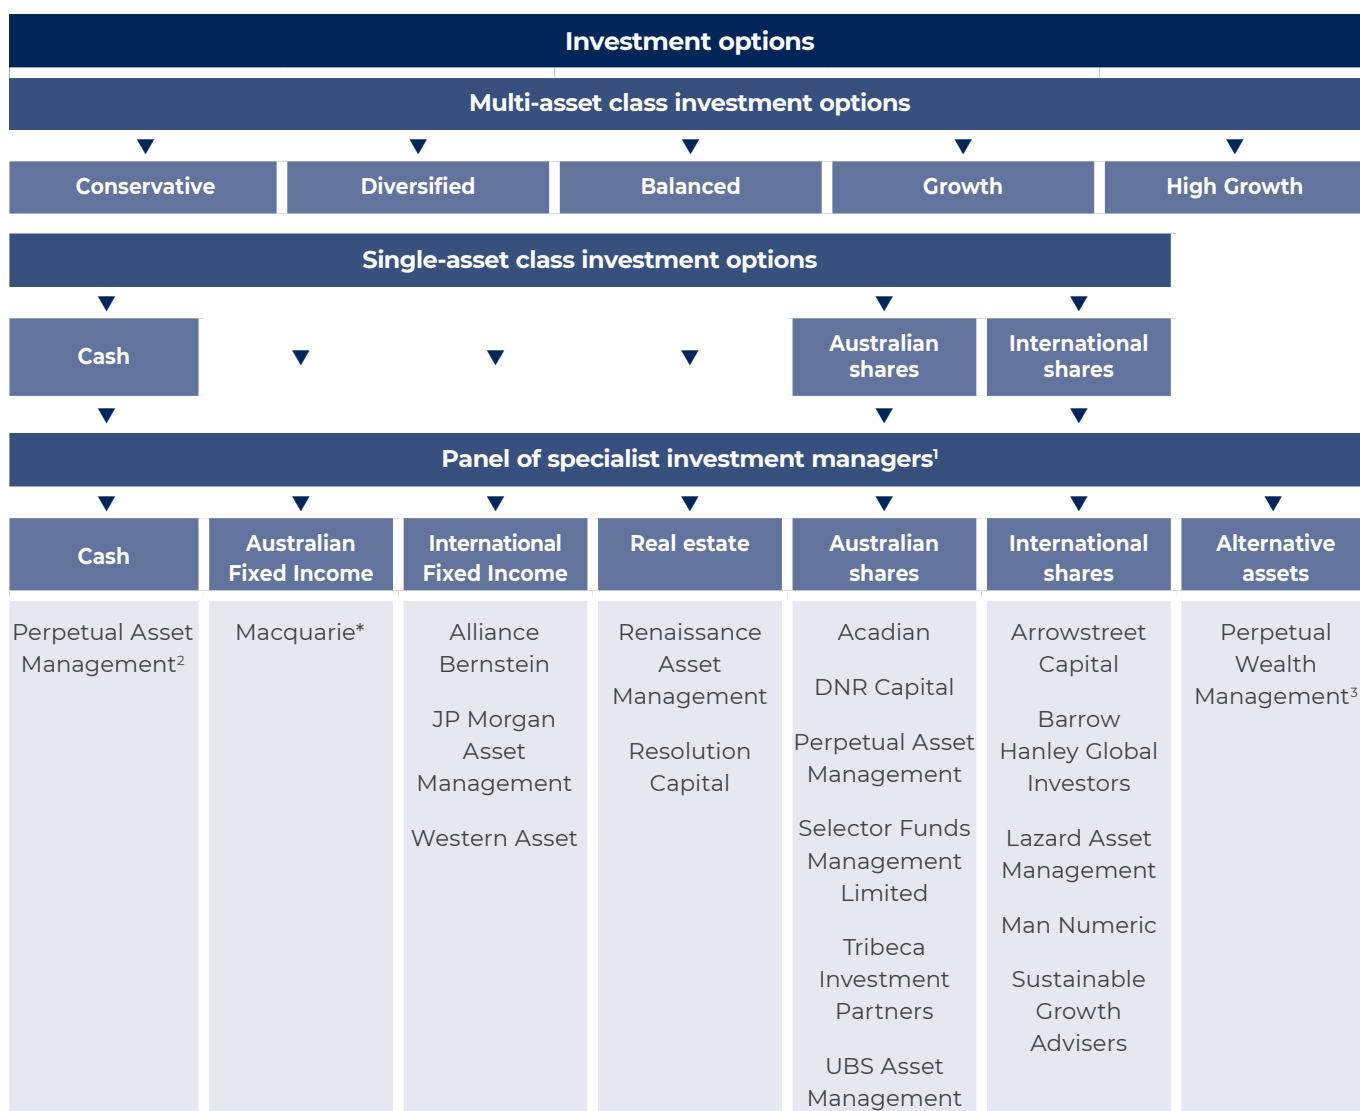 Investment options
Multi-asset class investment options
Conservative
Diversified
Balanced
Growth
High Growth
Single-asset class investment options
Cash
Australian
shares
International
shares
Panel of specialist investment managers¹
Cash
Australian
Fixed Income
International
Fixed Income
Real estate
Australian
shares
International
shares
Alternative
assets
Perpetual Asset
Management²
Macquarie*
Alliance
Bernstein
JP Morgan
Asset
Management
Western Asset
Renaissance
Asset
Management
Resolution
Capital
Acadian
DNR Capital
Perpetual Asset
Management
Selector Funds
Management
Limited
Tribeca
Investment
Partners
UBS Asset
Management
Arrowstreet
Capital
Barrow
Hanley Global
Investors
Lazard Asset
Management
Man Numeric
Sustainable
Growth
Advisers
Perpetual
Wealth
Management³